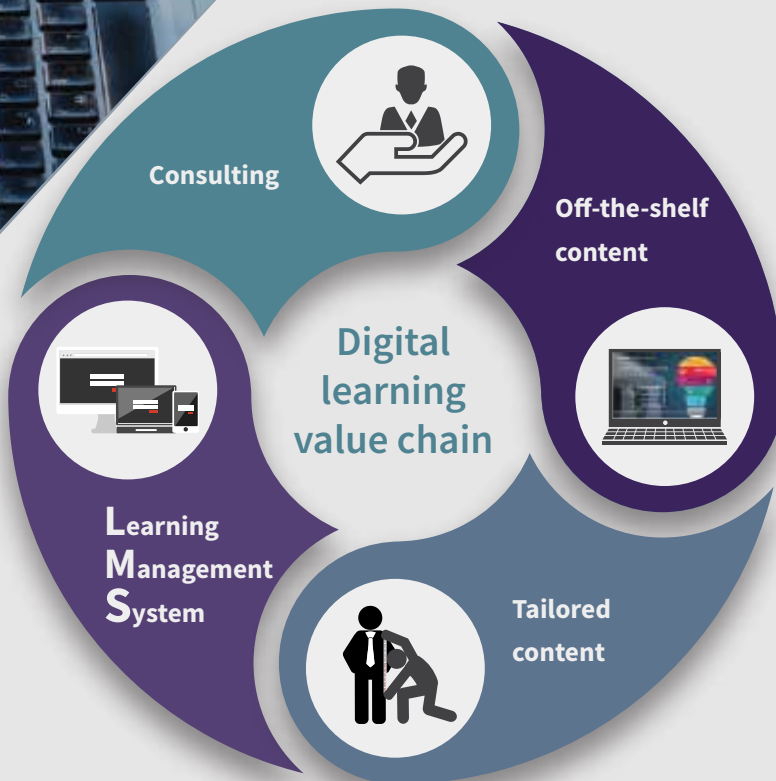 Consulting
Off-the-shelf
content
Digital
learning
value chain
Learning
Management
System
Tailored
content